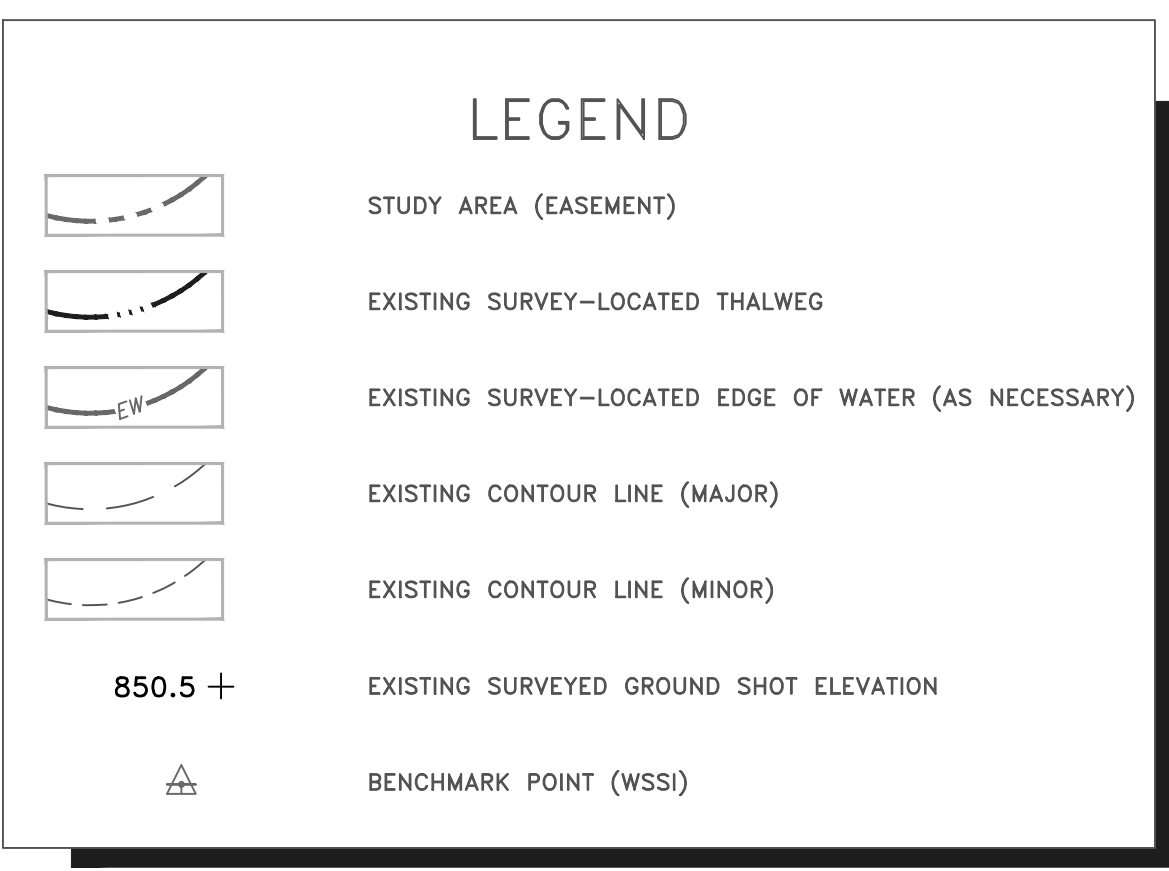 LEGEND
STUDY AREA (EASEMENT)
EXISTING SURVEY–LOCATED THALWEG
EW EXISTING SURVEY–LOCATED EDGE OF WATER (AS NECESSARY)
EXISTING CONTOUR LINE (MAJOR)
EXISTING CONTOUR LINE (MINOR)
850.5 + EXISTING SURVEYED GROUND SHOT ELEVATION
BENCHMARK POINT (WSSI)